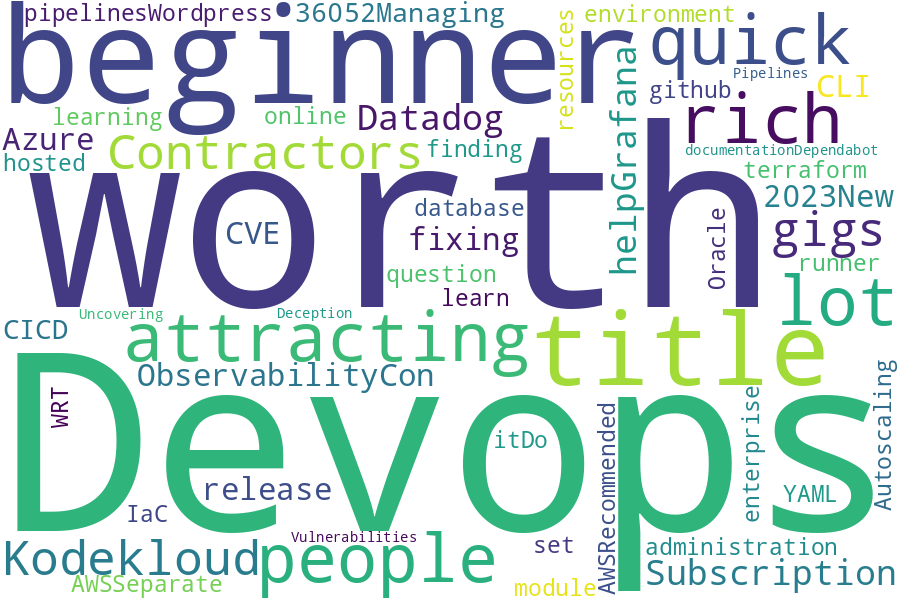 pipelinesWordpress
36052Managing
environment
beginner
resources
quick
Pipelines
github
CLI
learning
online
Datadog
helpGrafana
rich
Azure
Contractors
finding
documentationDependabot
hosted
terraform
worth
database
2023New
CVE
fixing
Oracle
gigs
question
runner
learn
lot
Uncovering
Deception
CICD
attracting
title
ObservabilityCon
Autoscaling
WRT
Devops
itDo
AWSRecommended
enterprise
release
YAML
IaC
Vulnerabilities
Kodekloud
people
set
administration
AWSSeparate
module
Subscription